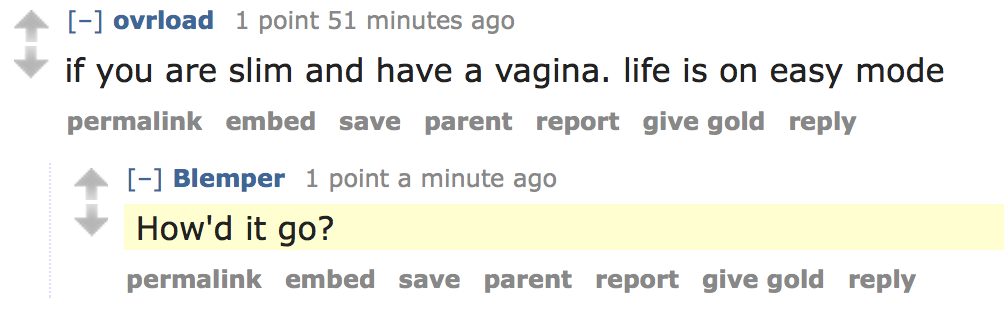 [–] ovrload 1 point 51 minutes ago
if you are slim and have a vagina. life is on easy mode
permalink embed save parent report give gold reply
[–] Blemper 1 point a minute ago
How'd it go?
permalink embed save parent report give gold reply